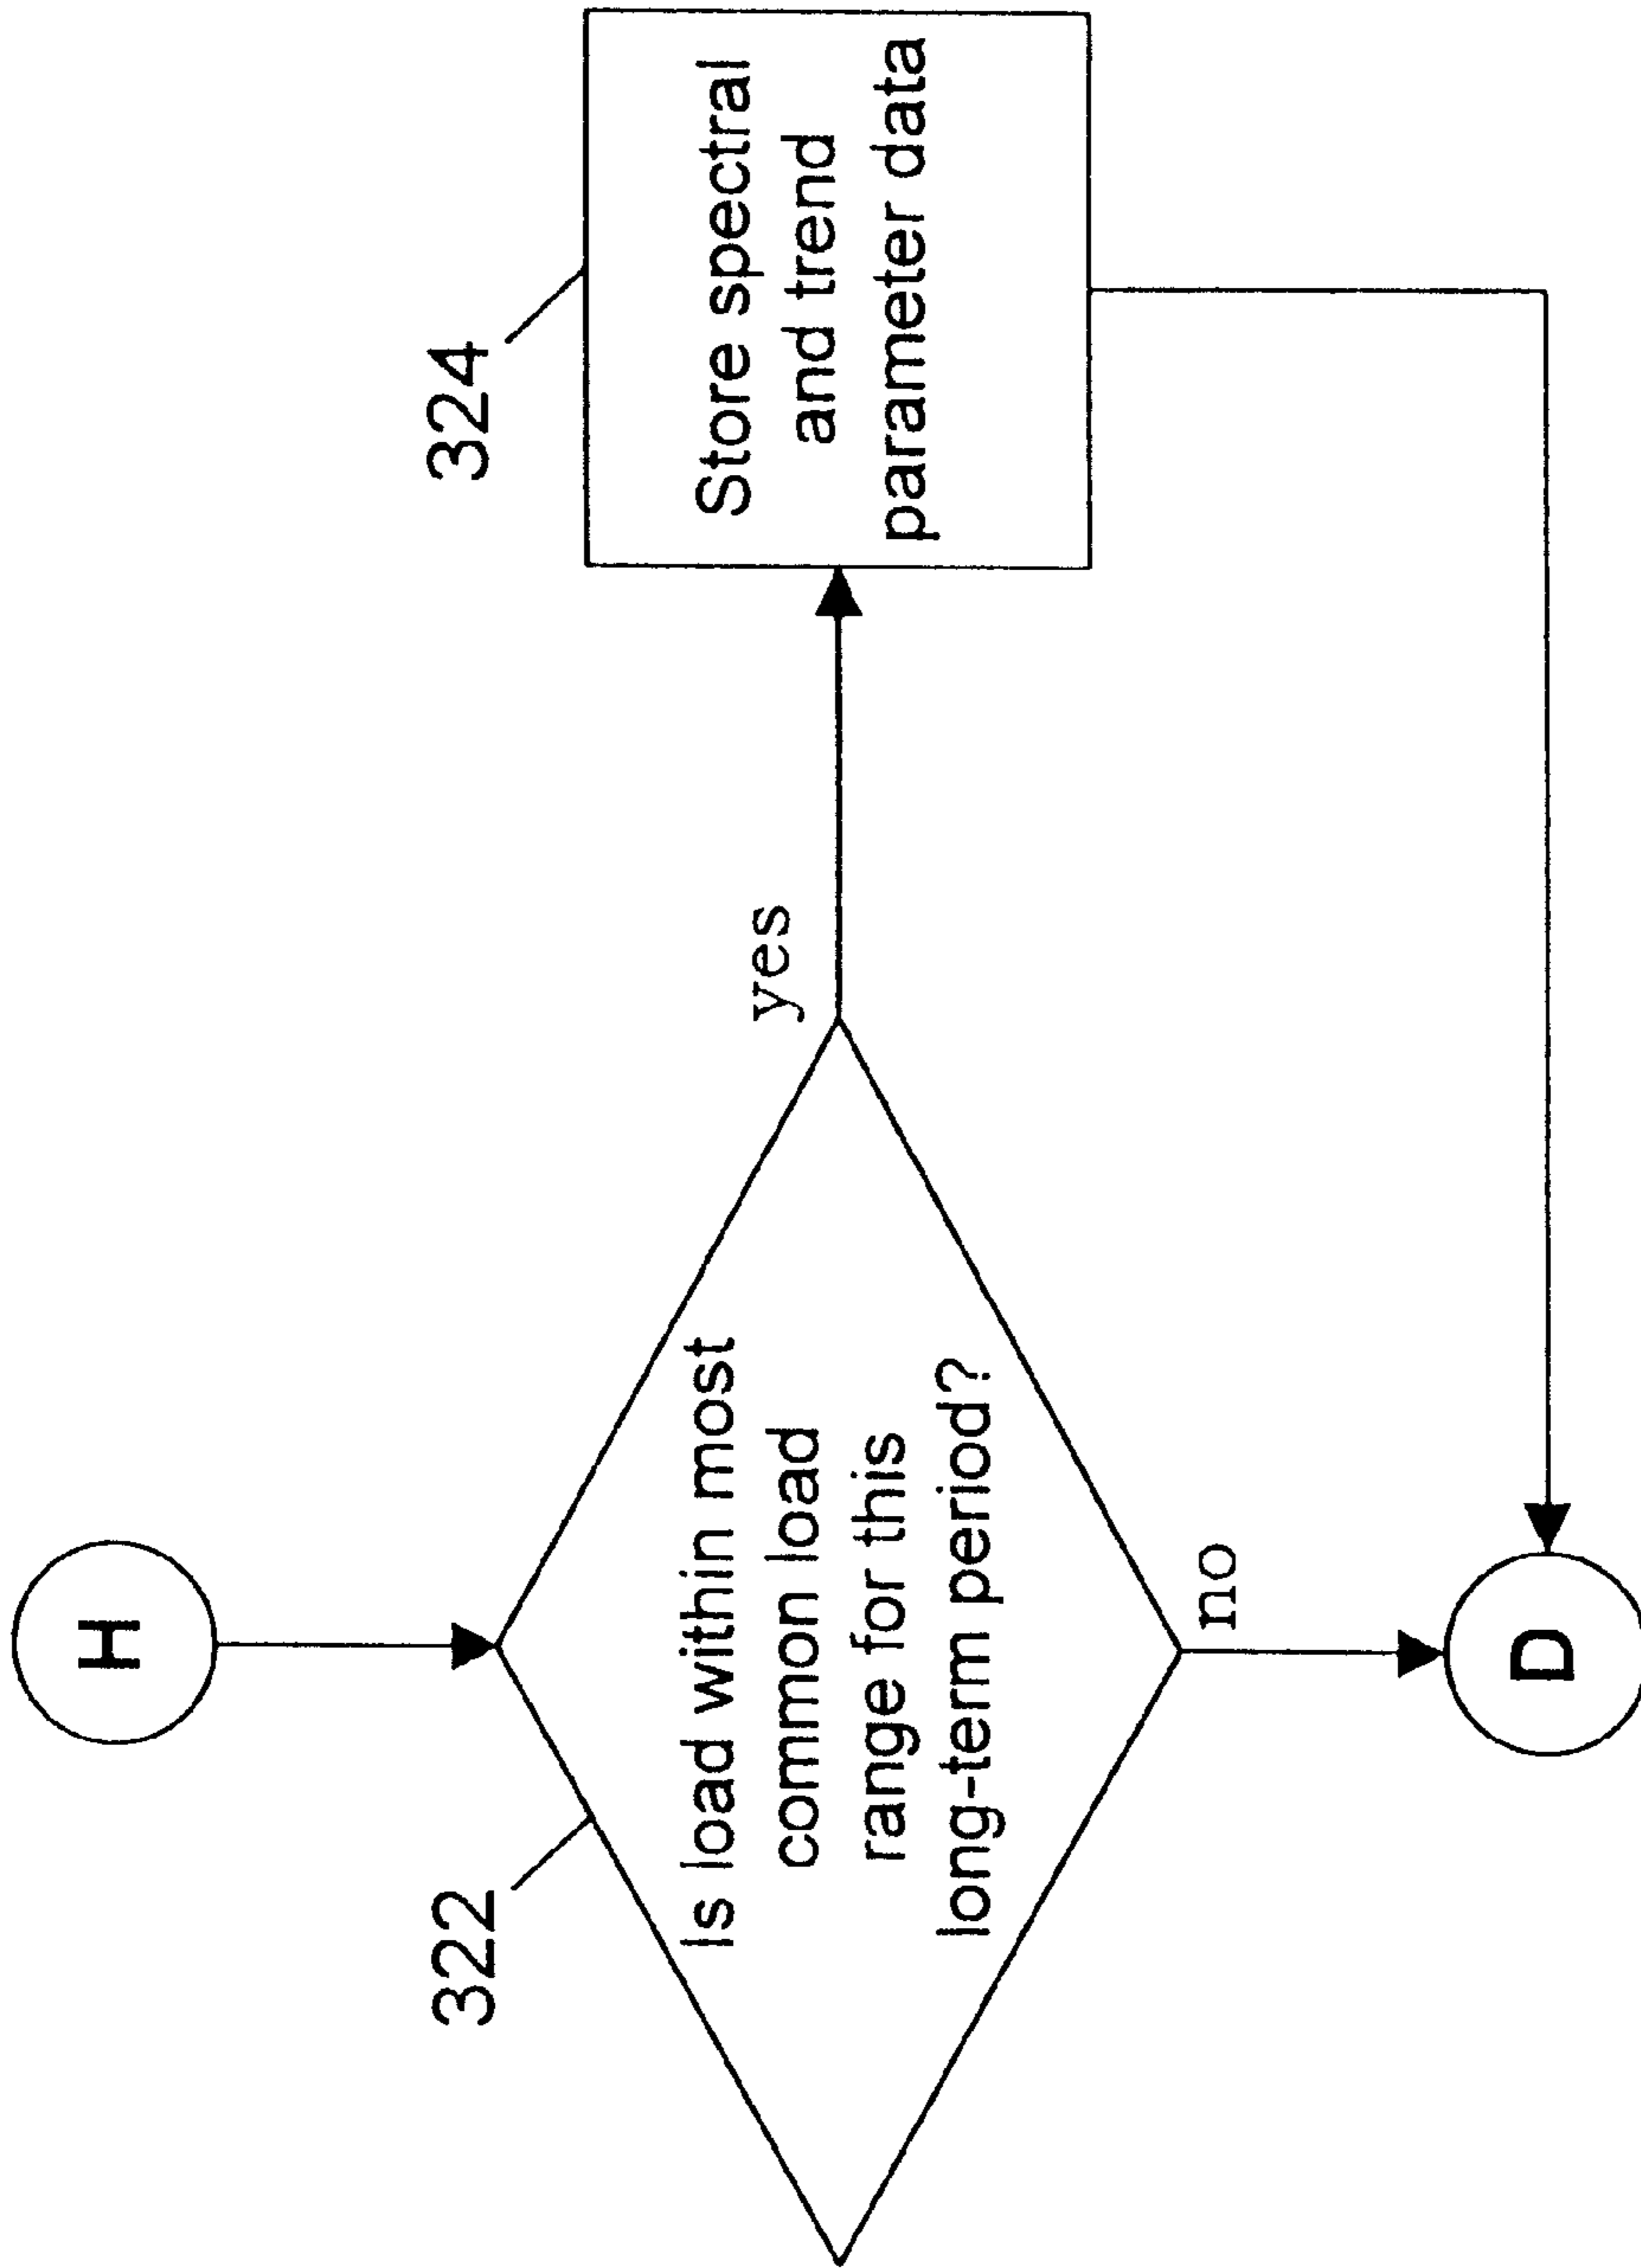 H
322
Is load within most
common load
range for this
long-term period?
yes
324
Store spectral
and trend
parameter data
no
D